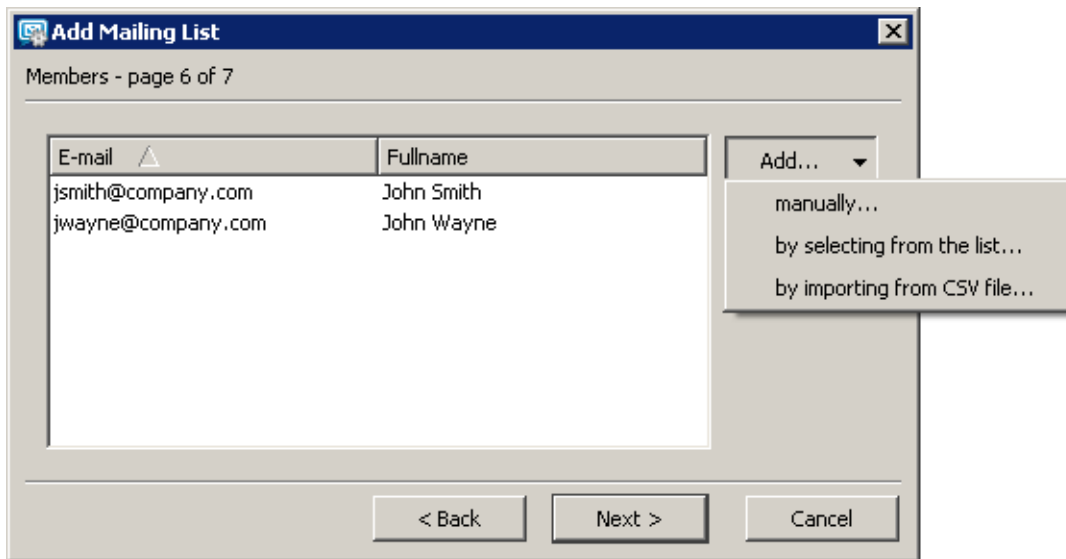 Add Mailing List
Members - page 6 of 7
E-mail Fullname
Add...
jsmith@company.com John Smith
jwayne@company.com John Wayne
manually...
by selecting from the list...
by importing from CSV file...
< Back Next > Cancel